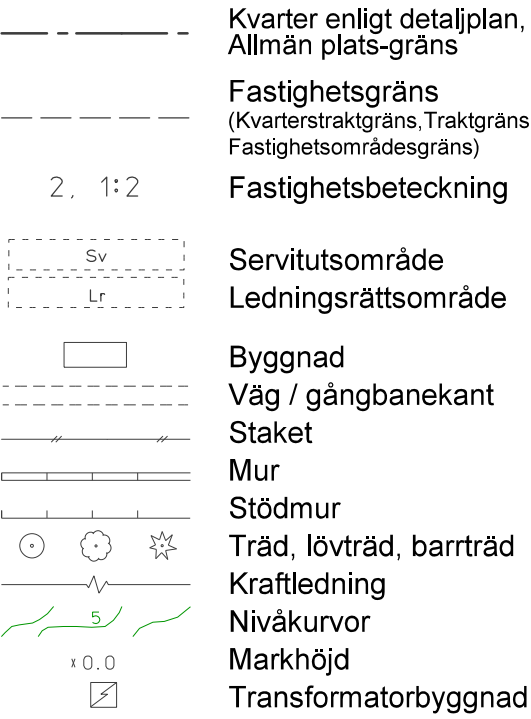 Kvarter enligt detaljplan,
Allmän plats-gräns
Fastighetsgräns
(Kvarterstraktgräns,Traktgräns
Fastighetsområdesgräns)
2, 1:2 Fastighetsbeteckning
Sv Servitutsområde
Lr Ledningsrättsområde
Byggnad
Väg / gångbanekant
Staket
Mur
Stödmur
Träd, lövträd, barrträd
Kraftledning
5 Nivåkurvor
x 0.0 Markhöjd
Transformatorbyggnad